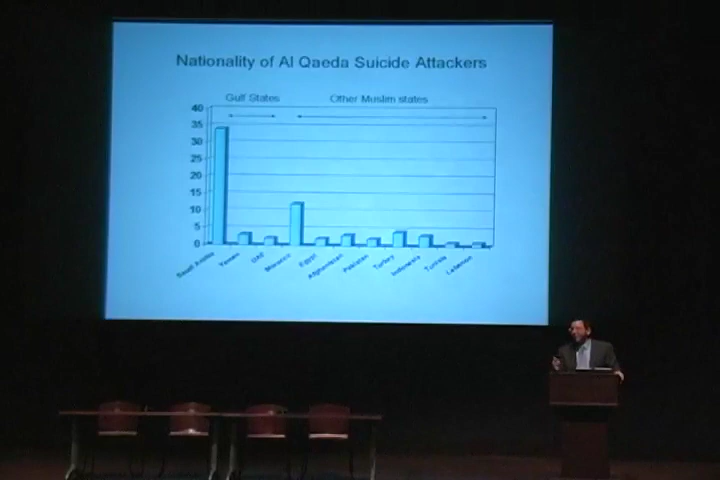 Nationality of Al Qaeda Suicide Attackers
Gulf States
Other Muslim states
40
35
30
25
20
15
10
5
0
Saudi Arabia
Yemen
UAE
Morocco
Egypt
Afghanistan
Pakistan
Turkey
Indonesia
Tunisia
Lebanon